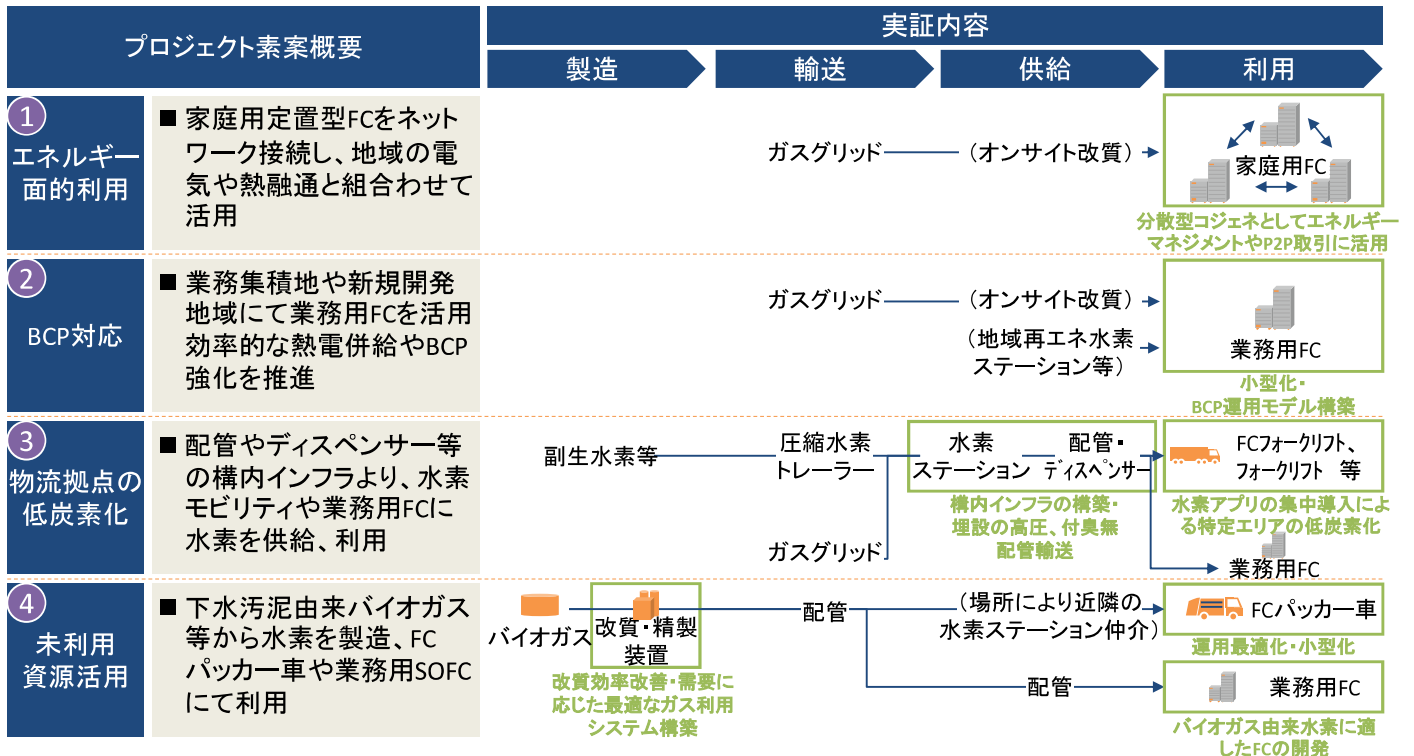 プロジェクト素案概要
実証内容
製造
輸送
供給
利用
1
エネルギー
面的利用
■ 家庭用定置型FCをネット
ワーク接続し、地域の電
気や熱融通と組合わせて
活用
ガスグリッド
(オンサイト改質)
家庭用FC
分散型コジェネとしてエネルギー
マネジメントやP2P取引に活用
2
BCP対応
■ 業務集積地や新規開発
地域にて業務用FCを活用
効率的な熱電併給やBCP
強化を推進
ガスグリッド
(オンサイト改質)
(地域再エネ水素
ステーション等)
業務用FC
小型化・
BCP運用モデル構築
3
物流拠点の
低炭素化
■ 配管やディスペンサー等
の構内インフラより、水素
モビリティや業務用FCに
水素を供給、利用
副生水素等
圧縮水素
トレーラー
ガスグリッド
水素
ステーション
配管・
ディスペンサー
構内インフラの構築・
埋設の高圧、付臭無
配管輸送
FCフォークリフト、
フォークリフト 等
水素アプリの集中導入によ
る特定エリアの低炭素化
業務用FC
4
未利用
資源活用
■ 下水汚泥由来バイオガス
等から水素を製造、FC
パッカー車や業務用SOFC
にて利用
バイオガス
改質・精製
装置
改質効率改善・需要に
応じた最適なガス利用
システム構築
配管
(場所により近隣の
水素ステーション仲介)
FCパッカー車
運用最適化・小型化
配管
業務用FC
バイオガス由来水素に適
したFCの開発